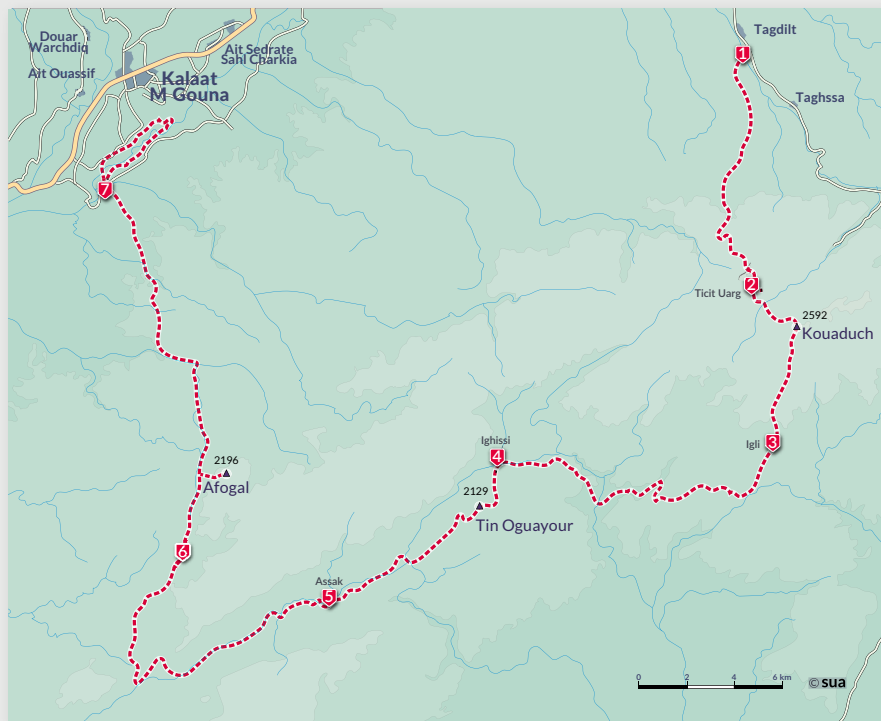 Tagdilt
Douar
Warchdiq
Ait Sedrate
Sahl Charkia
1
Ait Ouassif
Kalaat
M Gouna
Taghssa
7
2
Ticit Uarg
2592
Kouaduch
Ighissi
3
Igli
4
2196
Afogal
2129
Tin Oguayour
6
Assak
5
0 2 4 6 km
© sua